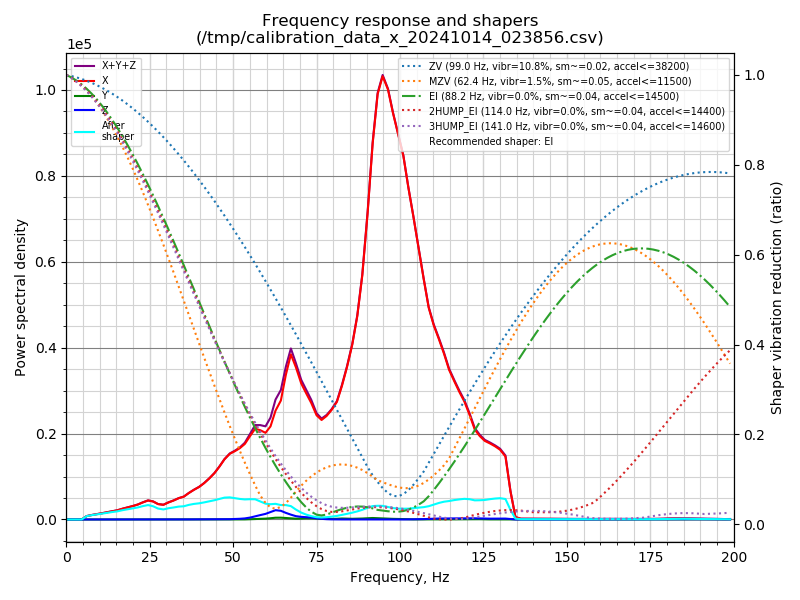 Frequency response and shapers
(/tmp/calibration_data_x_20241014_023856.csv)
1e5
X+Y+Z
X
Y
Z
After
shaper
ZV (99.0 Hz, vibr=10.8%, sm~=0.02, accel<=38200)
MZV (62.4 Hz, vibr=1.5%, sm~=0.05, accel<=11500)
EI (88.2 Hz, vibr=0.0%, sm~=0.04, accel<=14500)
2HUMP_EI (114.0 Hz, vibr=0.0%, sm~=0.04, accel<=14400)
3HUMP_EI (141.0 Hz, vibr=0.0%, sm~=0.04, accel<=14600)
Recommended shaper: EI
Power spectral density
1.0
0.8
0.6
0.4
0.2
0.0
Shaper vibration reduction (ratio)
1.0
0.8
0.6
0.4
0.2
0.0
0 25 50 75 100 125 150 175 200
Frequency, Hz